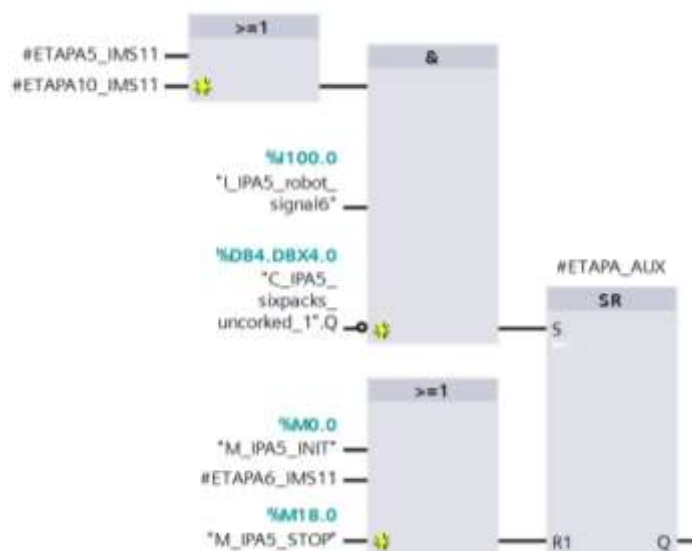 >=1
#ETAPA5_IMS11
#ETAPA10_IMS11
&
%I100.0
"I_IPA5_robot_
signal6"
%DB4.DBX4.0
"C_IPA5_
sixpacks_
uncorked_1".Q
#ETAPA_AUX
SR
S
>=1
%M0.0
"M_IPA5_INIT"
#ETAPA6_IMS11
%M18.0
"M_IPA5_STOP"
R1
Q